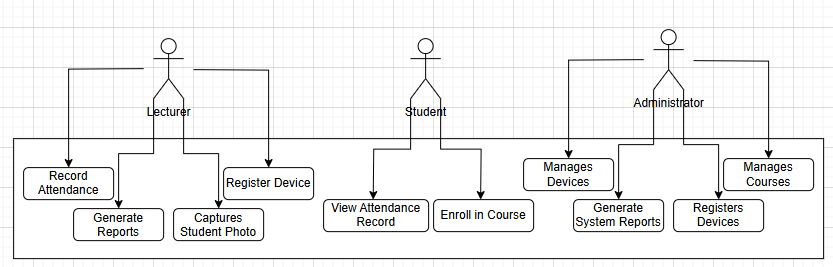 Lecturer
Student
Administrator
Record
Attendance
Generate
Reports
Captures
Student Photo
Register Device
View Attendance
Record
Enroll in Course
Manages
Devices
Generate
System Reports
Registers
Devices
Manages
Courses